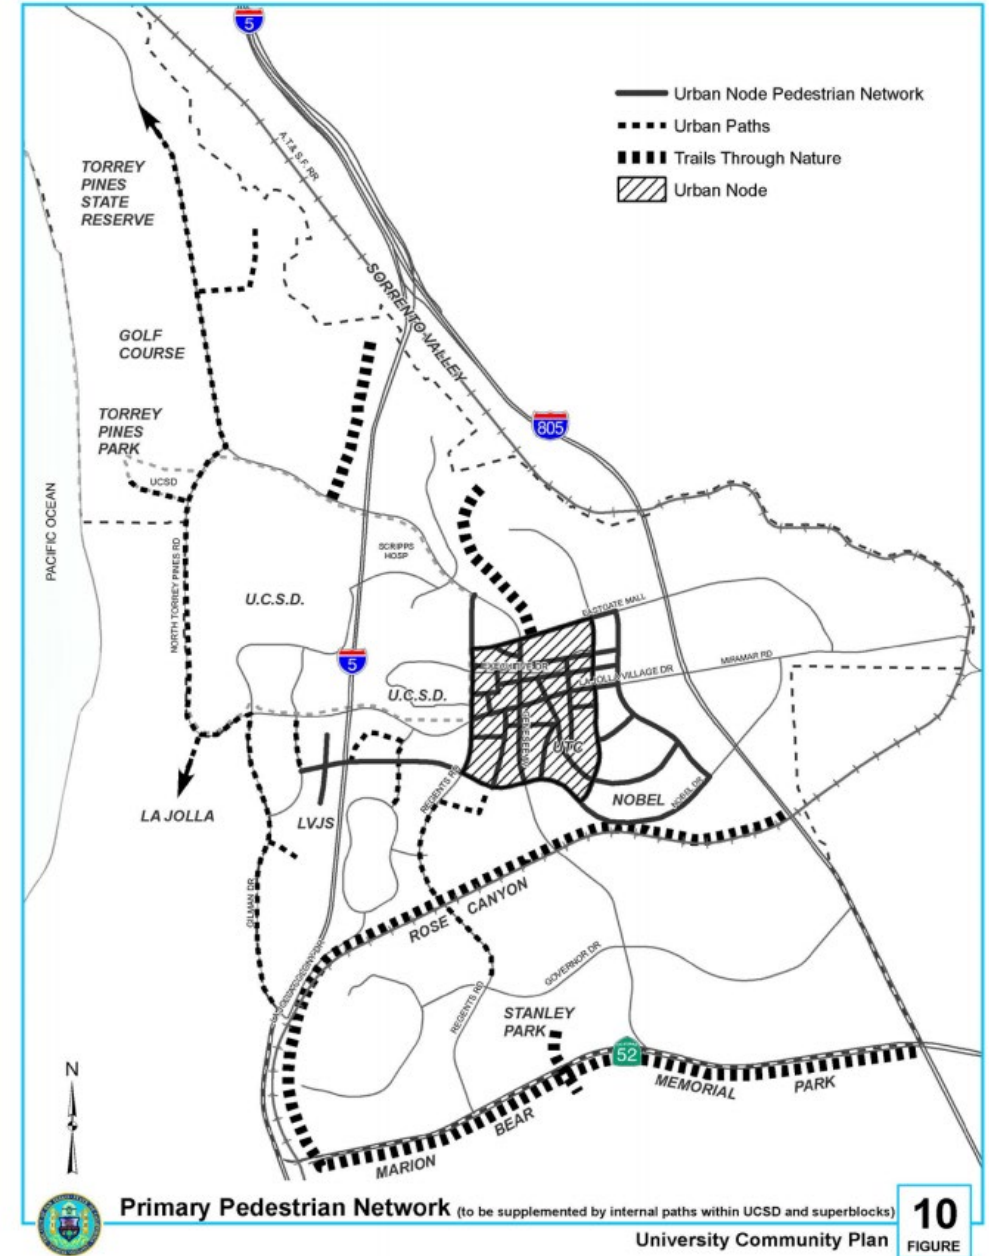 5
Urban Node Pedestrian Network
Urban Paths
Trails Through Nature
Urban Node
A.T.& S.F. RR
TORREY
PINES
STATE
RESERVE
SORRENTO VALLEY
GOLF
COURSE
TORREY
PINES
PARK
805
UCSD
PACIFIC OCEAN
NORTH TORREY PINES RD
SCRIPPS
HOSP
U.C.S.D.
EASTGATE MALL
5
EXECUTIVE DR
MIRAMAR RD
LA JOLLA VILLAGE DR
U.C.S.D.
UTC
REGENTS RD
NOBEL DR
NOBEL
LA JOLLA
LVJS
GILMAN DR
ROSE CANYON
GOVERNOR DR
REGENTS RD
STANLEY
PARK
52
MEMORIAL PARK
MARION BEAR
N
Primary Pedestrian Network (to be supplemented by internal paths within UCSD and superblocks)
University Community Plan
10
FIGURE